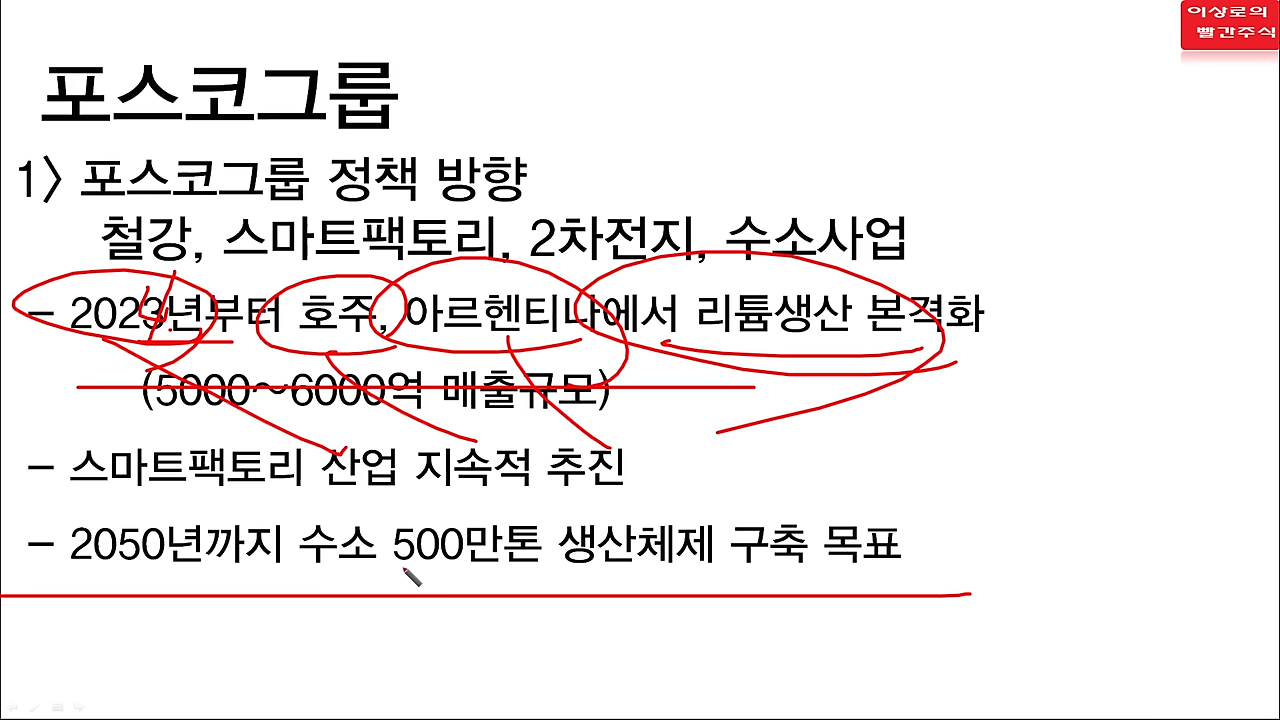 이상로의
빨간주식
포스코그룹
1> 포스코그룹 정책 방향
철강, 스마트팩토리, 2차전지, 수소사업
- 2023년부터 호주, 아르헨티나에서 리튬생산 본격화
4
(5000~6000억 매출규모)
- 스마트팩토리 산업 지속적 추진
- 2050년까지 수소 500만톤 생산체제 구축 목표